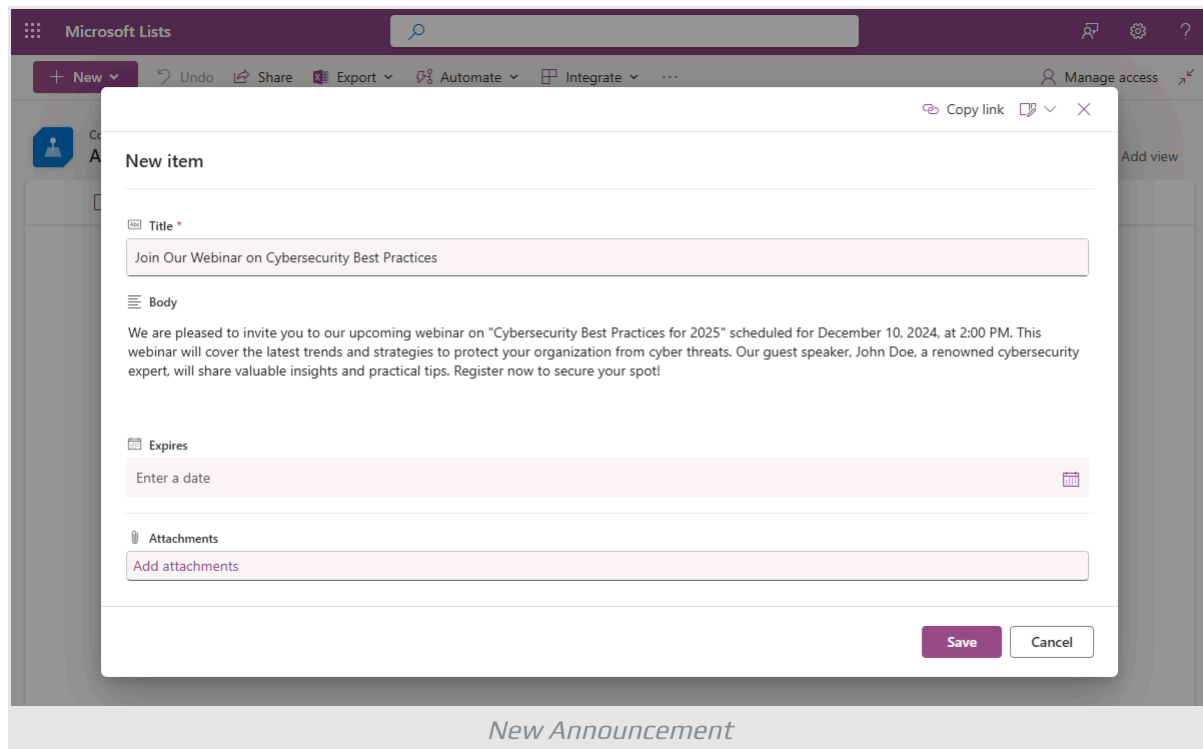 Microsoft Lists
New
Undo
Share
Export
Automate
Integrate
...
Manage access
Copy link
Add view
New item
Abc Title *
Join Our Webinar on Cybersecurity Best Practices
Body
We are pleased to invite you to our upcoming webinar on "Cybersecurity Best Practices for 2025" scheduled for December 10, 2024, at 2:00 PM. This
webinar will cover the latest trends and strategies to protect your organization from cyber threats. Our guest speaker, John Doe, a renowned cybersecurity
expert, will share valuable insights and practical tips. Register now to secure your spot!
Expires
Enter a date
Attachments
Add attachments
Save
Cancel
New Announcement